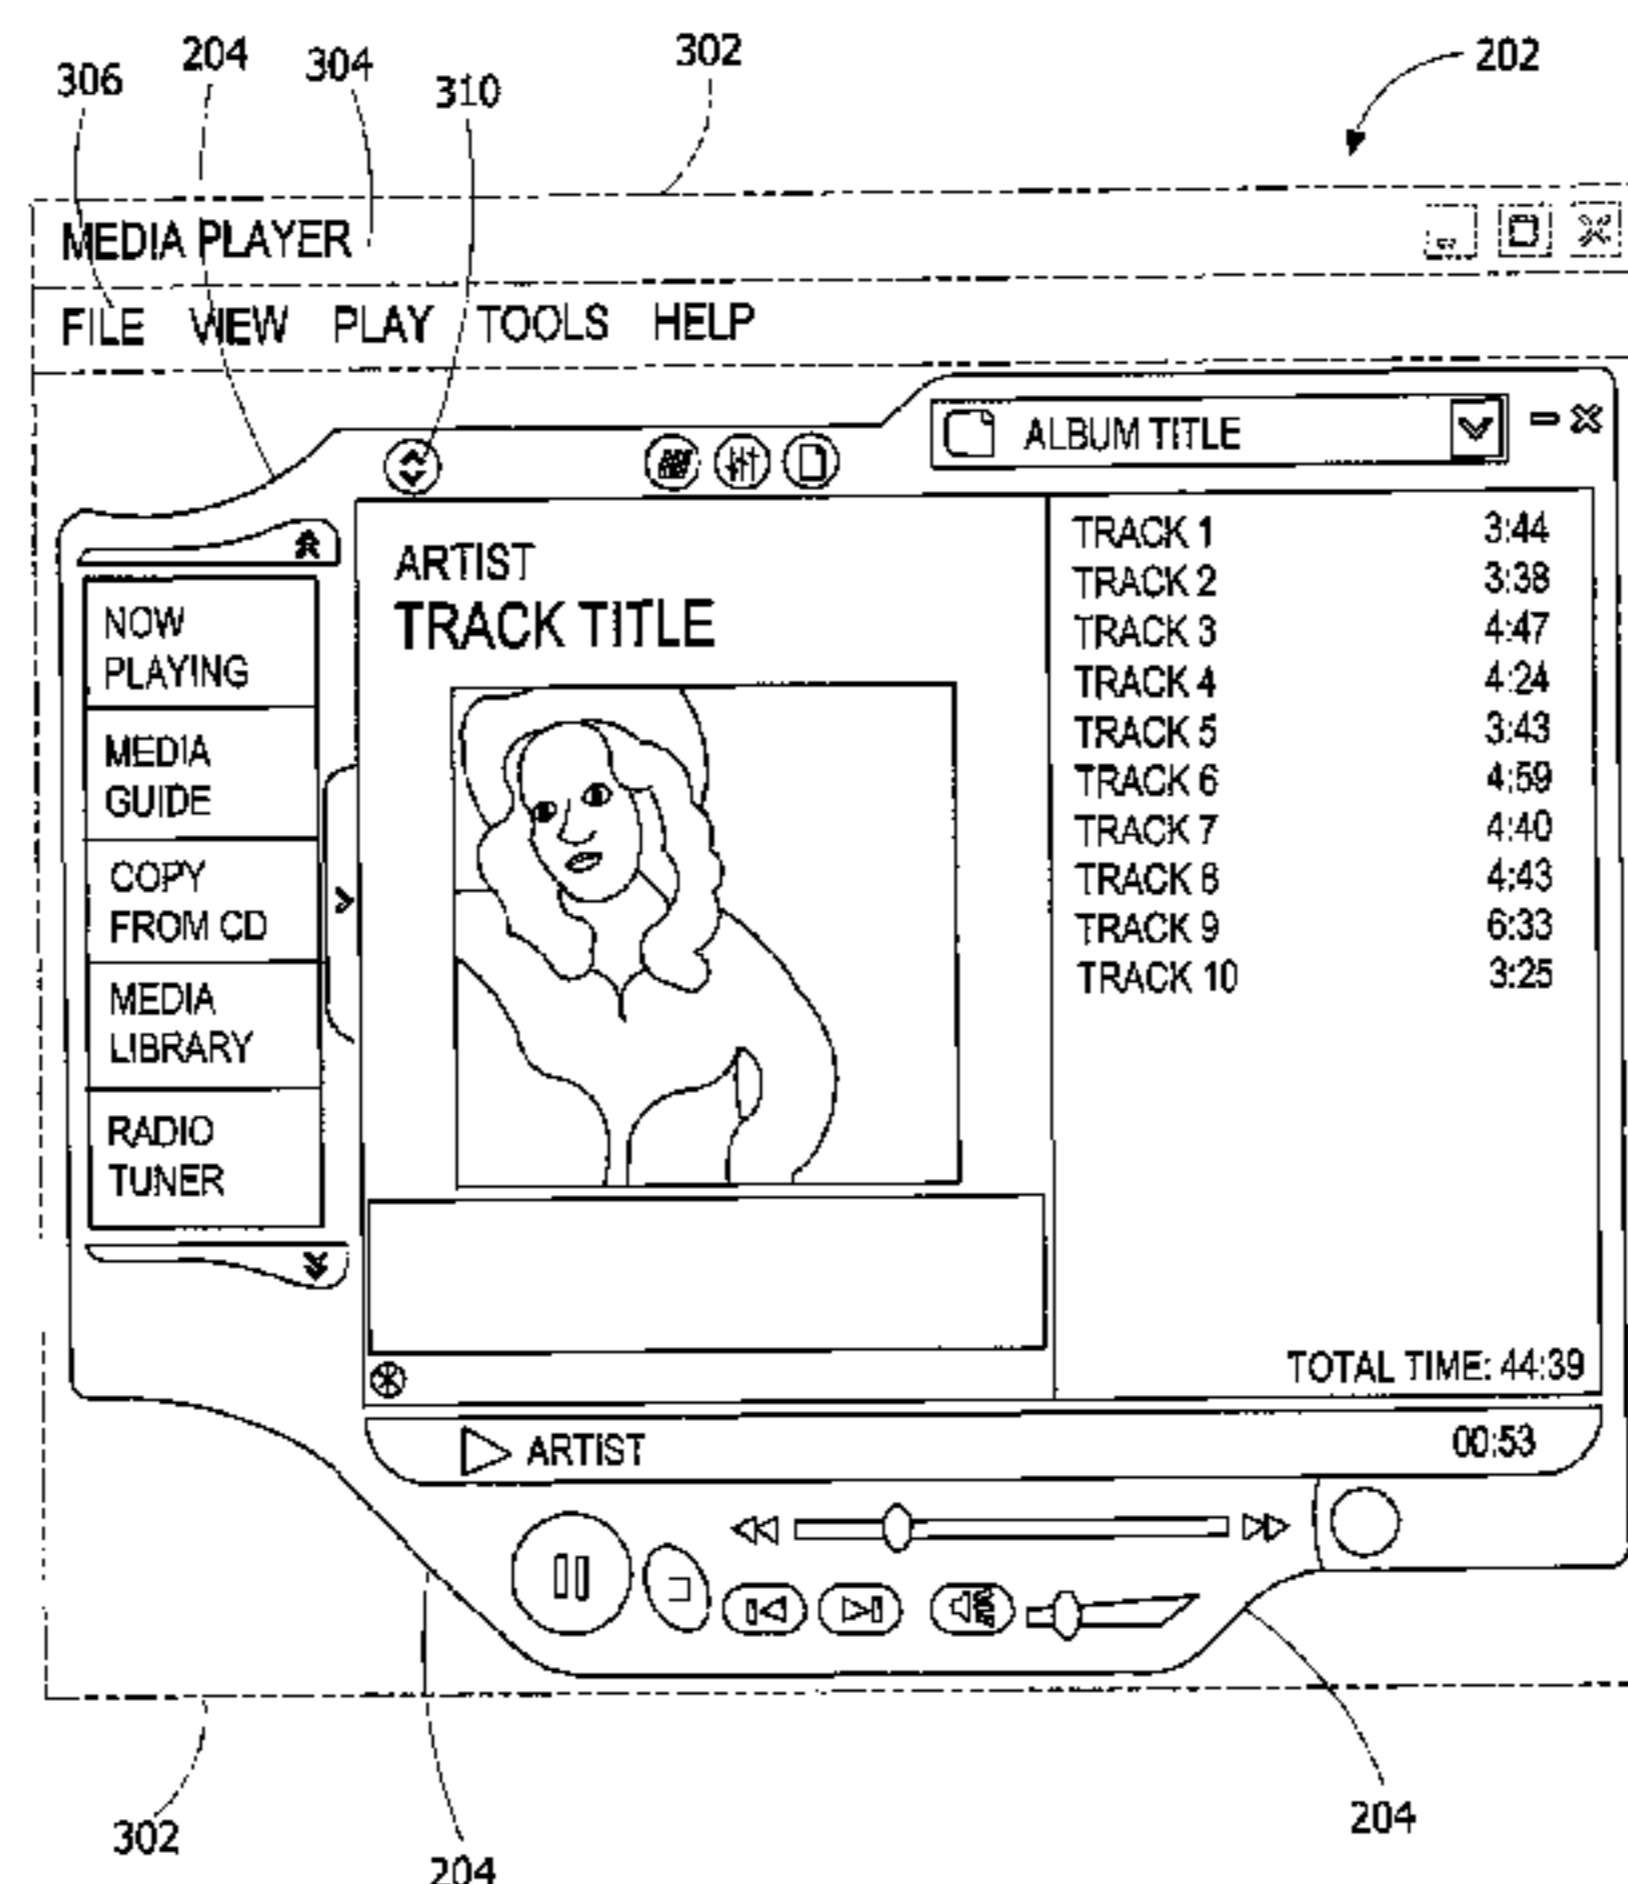 306
204
304
310
302
202
MEDIA PLAYER
FILE VIEW PLAY TOOLS HELP
ALBUM TITLE
ARTIST
TRACK TITLE
NOW
PLAYING
MEDIA
GUIDE
COPY
FROM CD
MEDIA
LIBRARY
RADIO
TUNER
TRACK 1 3:44
TRACK 2 3:38
TRACK 3 4:47
TRACK 4 4:24
TRACK 5 3:43
TRACK 6 4:59
TRACK 7 4:40
TRACK 8 4:43
TRACK 9 6:33
TRACK 10 3:25
TOTAL TIME: 44:39
ARTIST 00:53
302
204
204